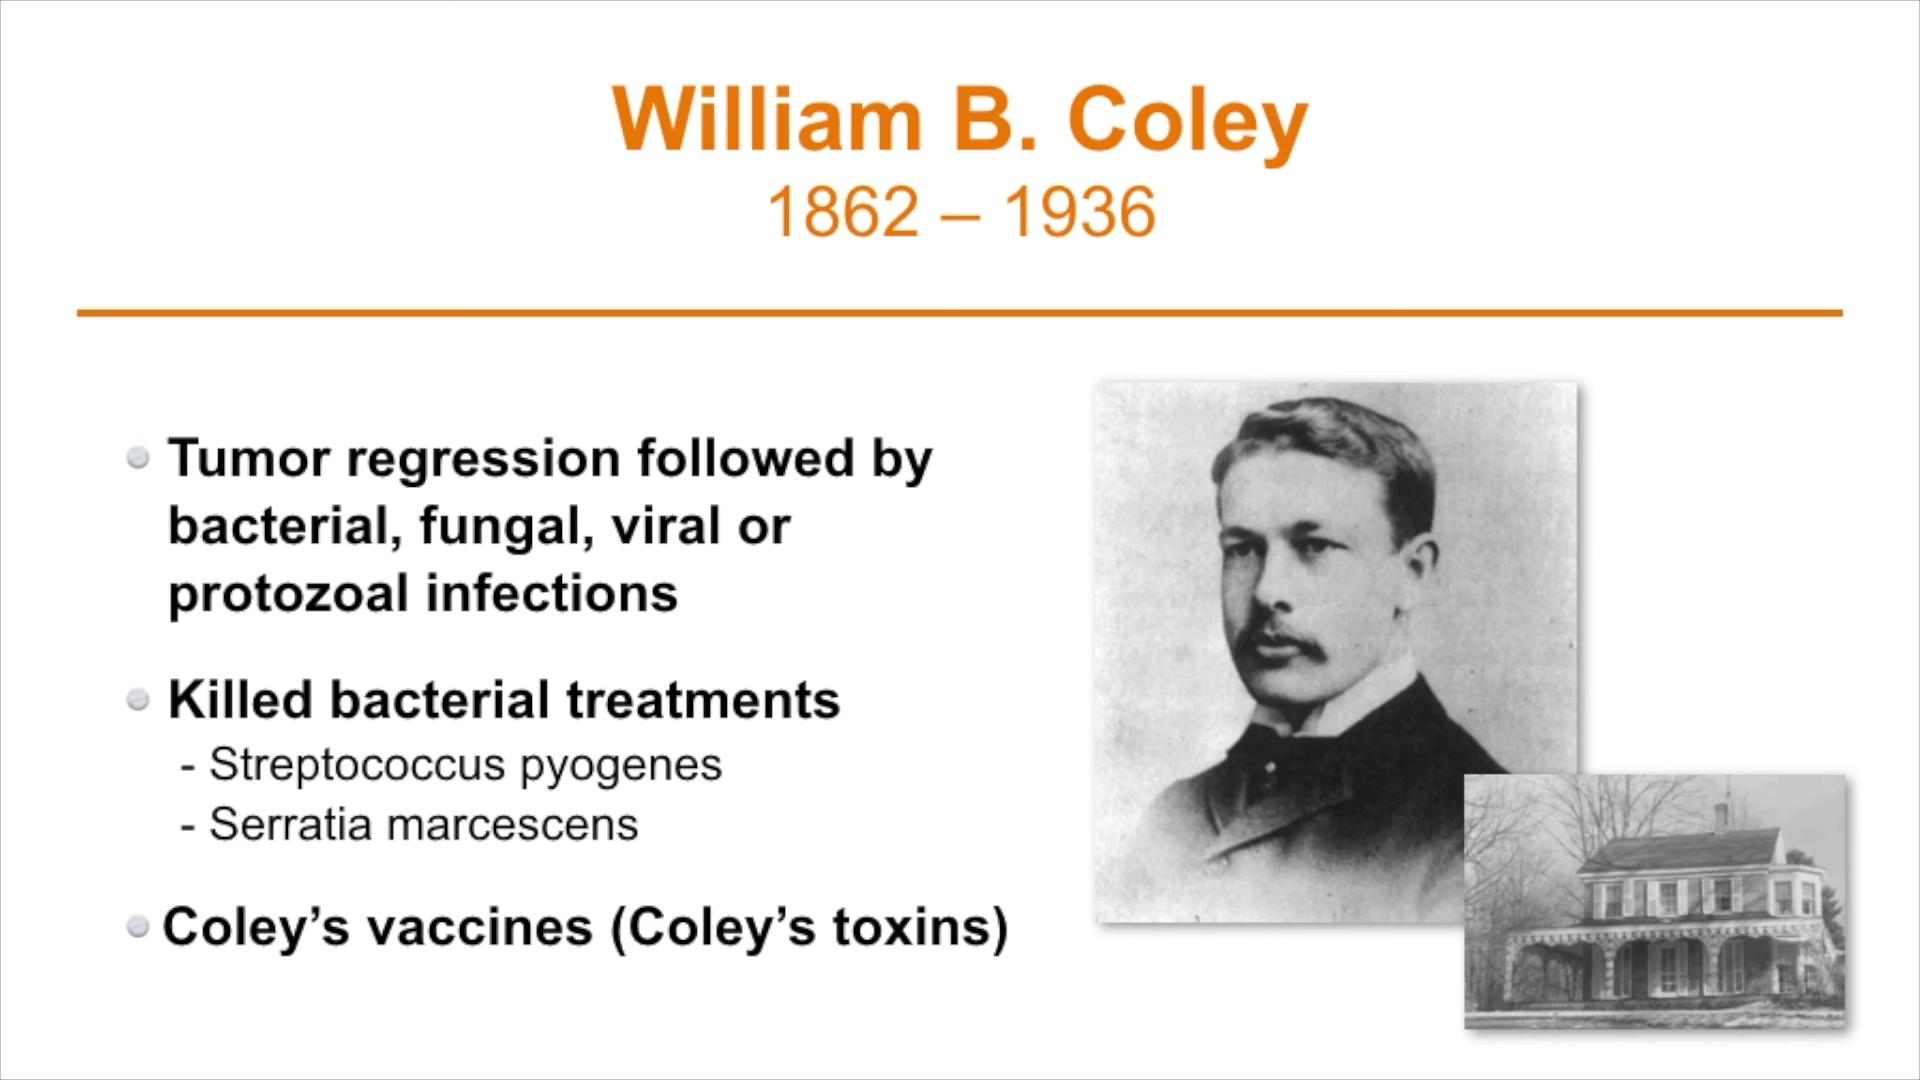 William B. Coley
1862 – 1936
Tumor regression followed by
bacterial, fungal, viral or
protozoal infections
Killed bacterial treatments
- Streptococcus pyogenes
- Serratia marcescens
Coley’s vaccines (Coley’s toxins)